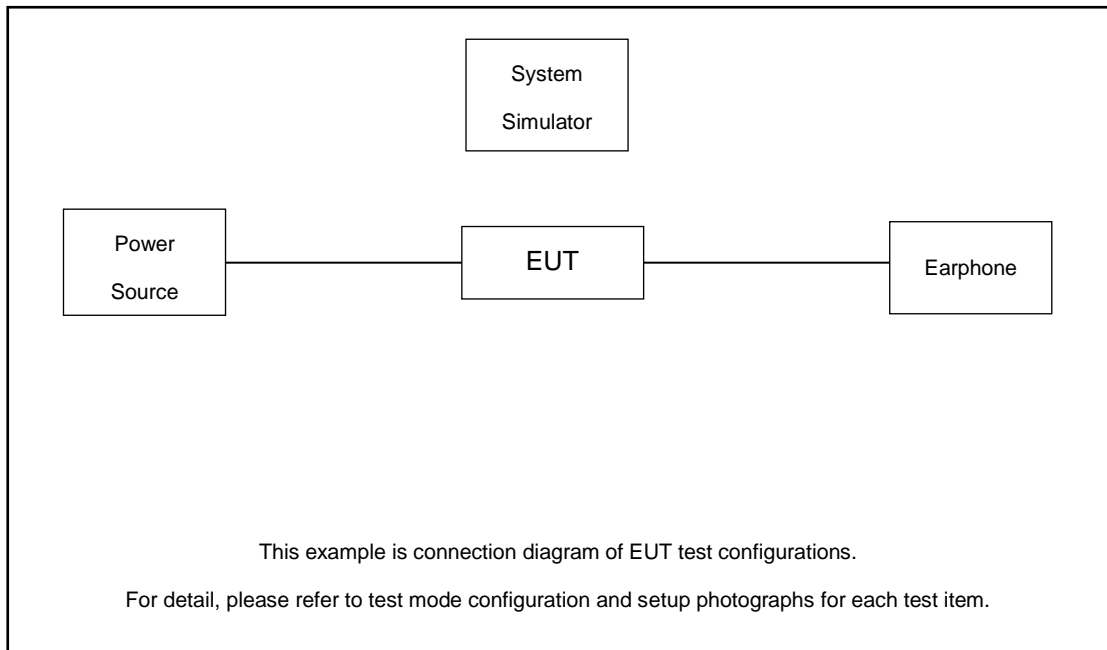 System
Simulator
Power
Source
EUT
Earphone
This example is connection diagram of EUT test configurations.
For detail, please refer to test mode configuration and setup photographs for each test item.